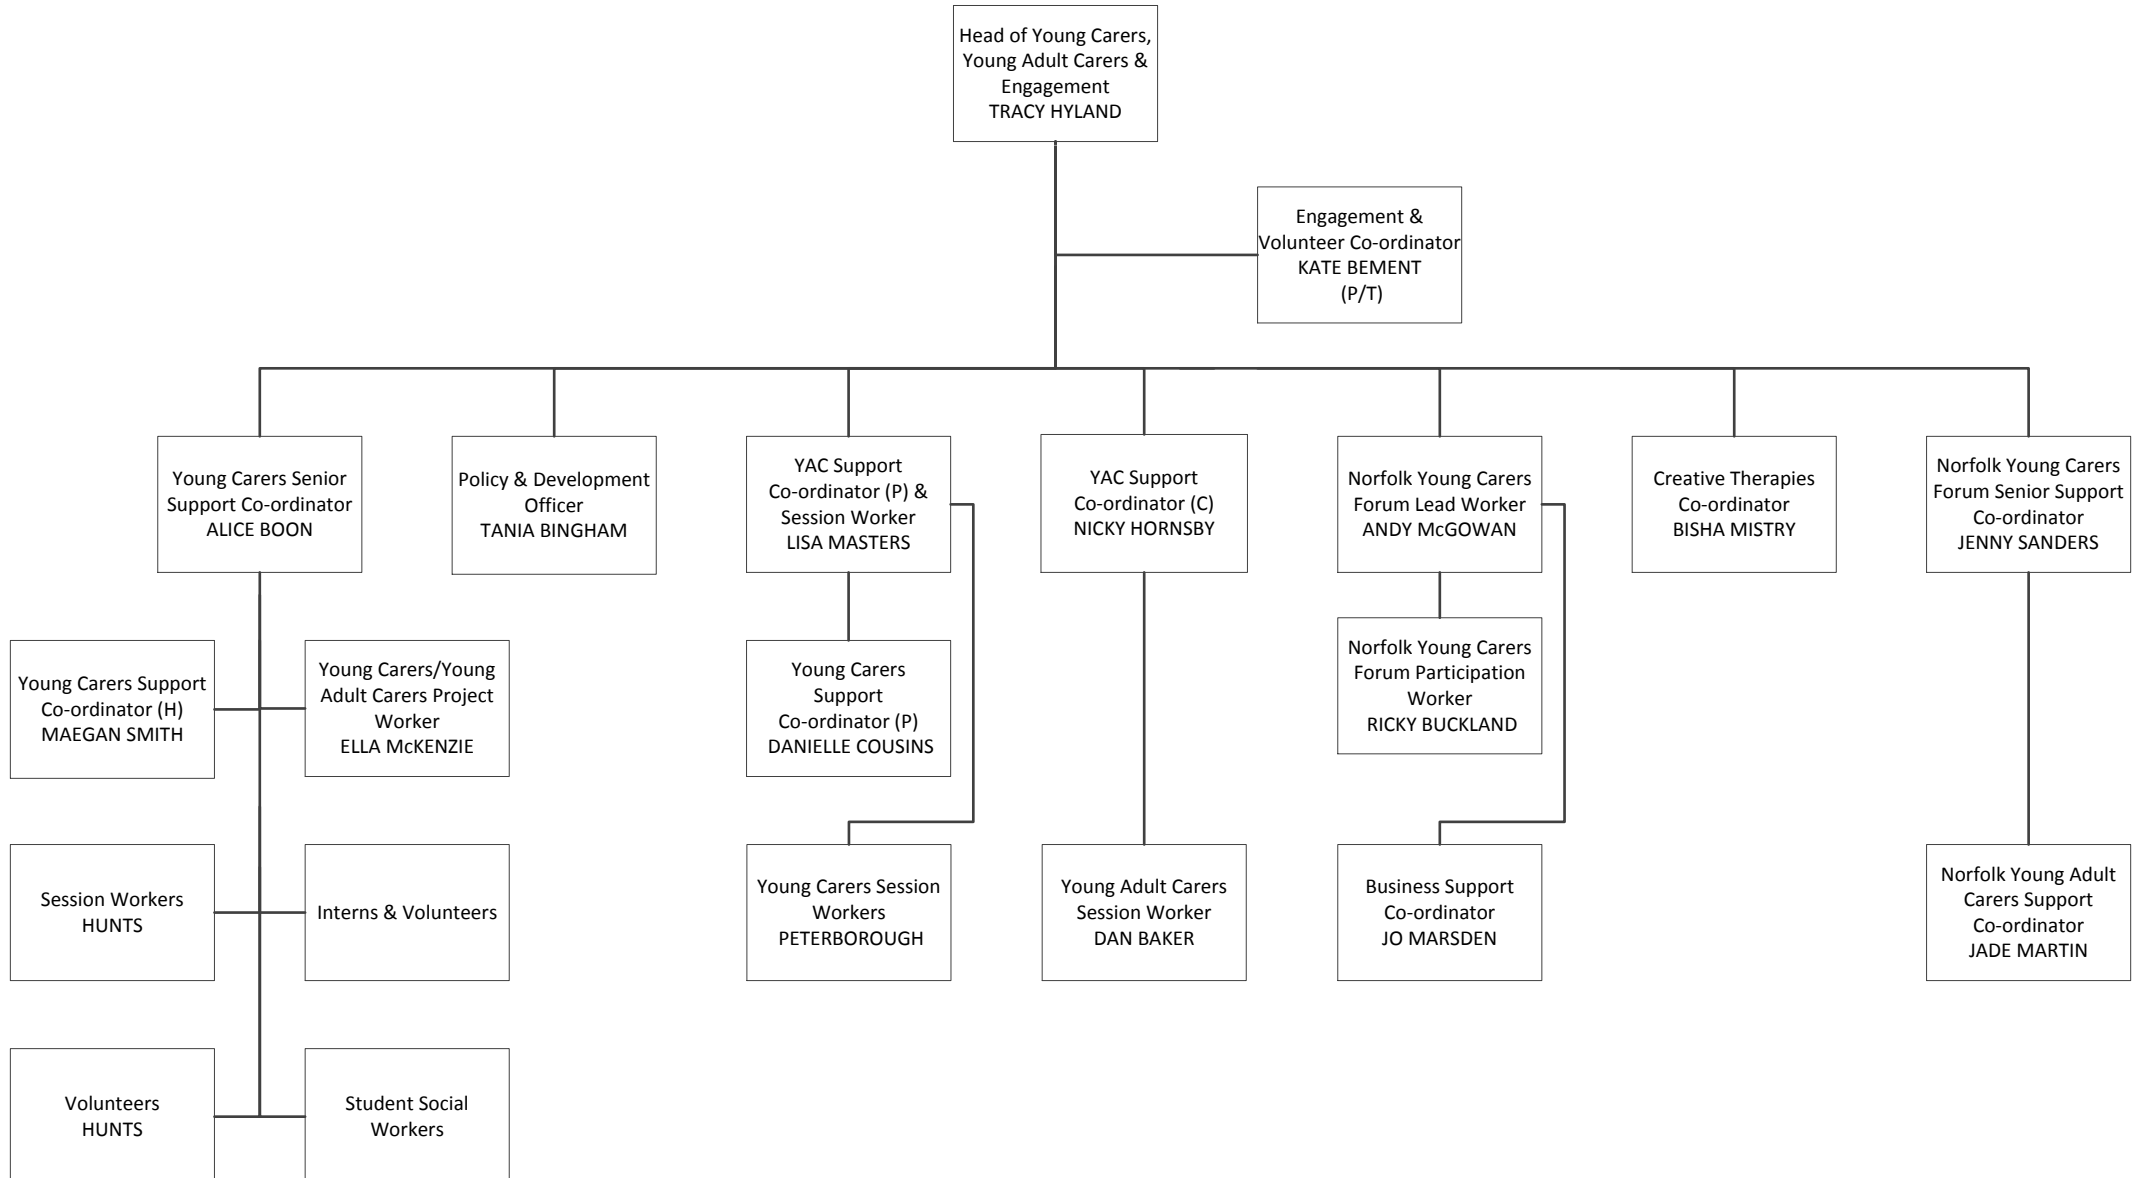 Head of Young Carers,
Young Adult Carers &
Engagement
TRACY HYLAND
Engagement &
Volunteer Co-ordinator
KATE BEMENT
(P/T)
Young Carers Senior
Support Co-ordinator
ALICE BOON
Policy & Development
Officer
TANIA BINGHAM
YAC Support
Co-ordinator (P) &
Session Worker
LISA MASTERS
YAC Support
Co-ordinator (C)
NICKY HORNSBY
Norfolk Young Carers
Forum Lead Worker
ANDY McGOWAN
Creative Therapies
Co-ordinator
BISHA MISTRY
Norfolk Young Carers
Forum Senior Support
Co-ordinator
JENNY SANDERS
Young Carers Support
Co-ordinator (H)
MAEGAN SMITH
Young Carers/Young
Adult Carers Project
Worker
ELLA McKENZIE
Young Carers
Support
Co-ordinator (P)
DANIELLE COUSINS
Norfolk Young Carers
Forum Participation
Worker
RICKY BUCKLAND
Session Workers
HUNTS
Interns & Volunteers
Young Carers Session
Workers
PETERBOROUGH
Young Adult Carers
Session Worker
DAN BAKER
Business Support
Co-ordinator
JO MARSDEN
Norfolk Young Adult
Carers Support
Co-ordinator
JADE MARTIN
Volunteers
HUNTS
Student Social
Workers